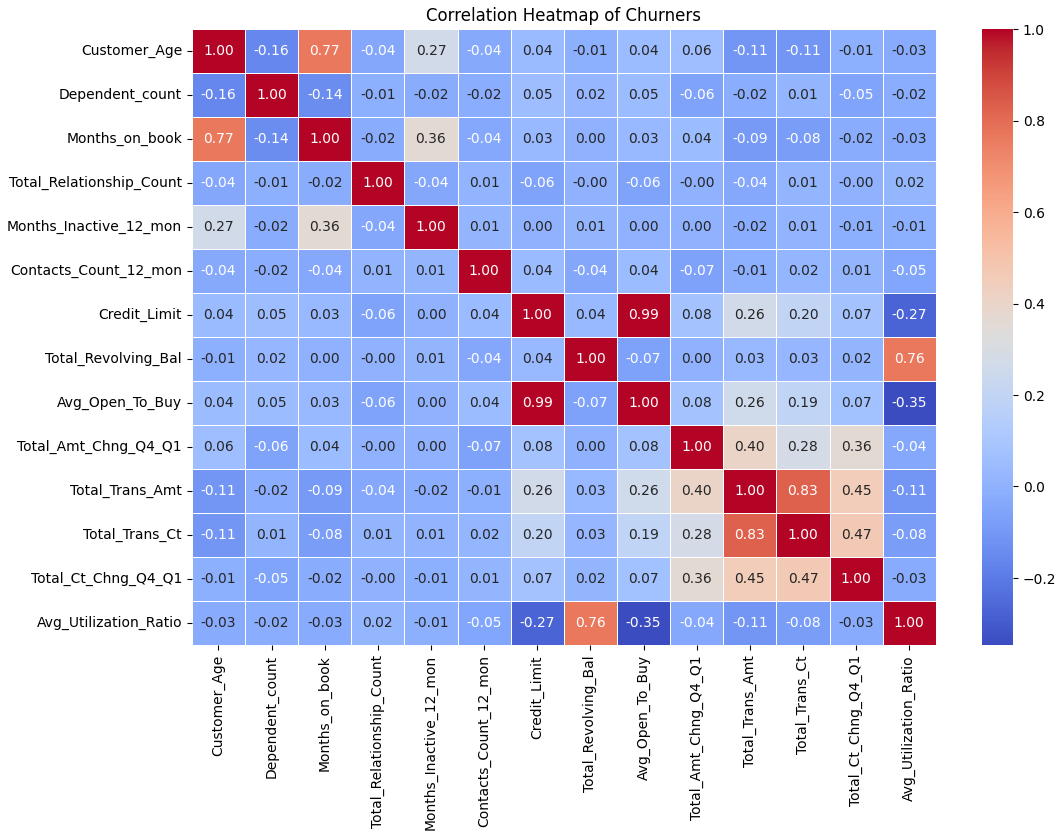 Correlation Heatmap of Churners
Customer_Age 1.00 -0.16 0.77 -0.04 0.27 -0.04 0.04 -0.01 0.04 0.06 -0.11 -0.11 -0.01 -0.03
Dependent_count -0.16 1.00 -0.14 -0.01 -0.02 -0.02 0.05 0.02 0.05 -0.06 -0.02 0.01 -0.05 -0.02
Months_on_book 0.77 -0.14 1.00 -0.02 0.36 -0.04 0.03 0.00 0.03 0.04 -0.09 -0.08 -0.02 -0.03
Total_Relationship_Count -0.04 -0.01 -0.02 1.00 -0.04 0.01 -0.06 -0.00 -0.06 -0.00 -0.04 0.01 -0.00 0.02
Months_Inactive_12_mon 0.27 -0.02 0.36 -0.04 1.00 0.01 0.00 0.01 0.00 0.00 -0.02 0.01 -0.01 -0.01
Contacts_Count_12_mon -0.04 -0.02 -0.04 0.01 0.01 1.00 0.04 -0.04 0.04 -0.07 -0.01 0.02 0.01 -0.05
Credit_Limit 0.04 0.05 0.03 -0.06 0.00 0.04 1.00 0.04 0.99 0.08 0.26 0.20 0.07 -0.27
Total_Revolving_Bal -0.01 0.02 0.00 -0.00 0.01 -0.04 0.04 1.00 -0.07 0.00 0.03 0.03 0.02 0.76
Avg_Open_To_Buy 0.04 0.05 0.03 -0.06 0.00 0.04 0.99 -0.07 1.00 0.08 0.26 0.19 0.07 -0.35
Total_Amt_Chng_Q4_Q1 0.06 -0.06 0.04 -0.00 0.00 -0.07 0.08 0.00 0.08 1.00 0.40 0.28 0.36 -0.04
Total_Trans_Amt -0.11 -0.02 -0.09 -0.04 -0.02 -0.01 0.26 0.03 0.26 0.40 1.00 0.83 0.45 -0.11
Total_Trans_Ct -0.11 0.01 -0.08 0.01 0.01 0.02 0.20 0.03 0.19 0.28 0.83 1.00 0.47 -0.08
Total_Ct_Chng_Q4_Q1 -0.01 -0.05 -0.02 -0.00 -0.01 0.01 0.07 0.02 0.07 0.36 0.45 0.47 1.00 -0.03
Avg_Utilization_Ratio -0.03 -0.02 -0.03 0.02 -0.01 -0.05 -0.27 0.76 -0.35 -0.04 -0.11 -0.08 -0.03 1.00
Customer_Age
Dependent_count
Months_on_book
Total_Relationship_Count
Months_Inactive_12_mon
Contacts_Count_12_mon
Credit_Limit
Total_Revolving_Bal
Avg_Open_To_Buy
Total_Amt_Chng_Q4_Q1
Total_Trans_Amt
Total_Trans_Ct
Total_Ct_Chng_Q4_Q1
Avg_Utilization_Ratio
1.0
0.8
0.6
0.4
0.2
0.0
−0.2